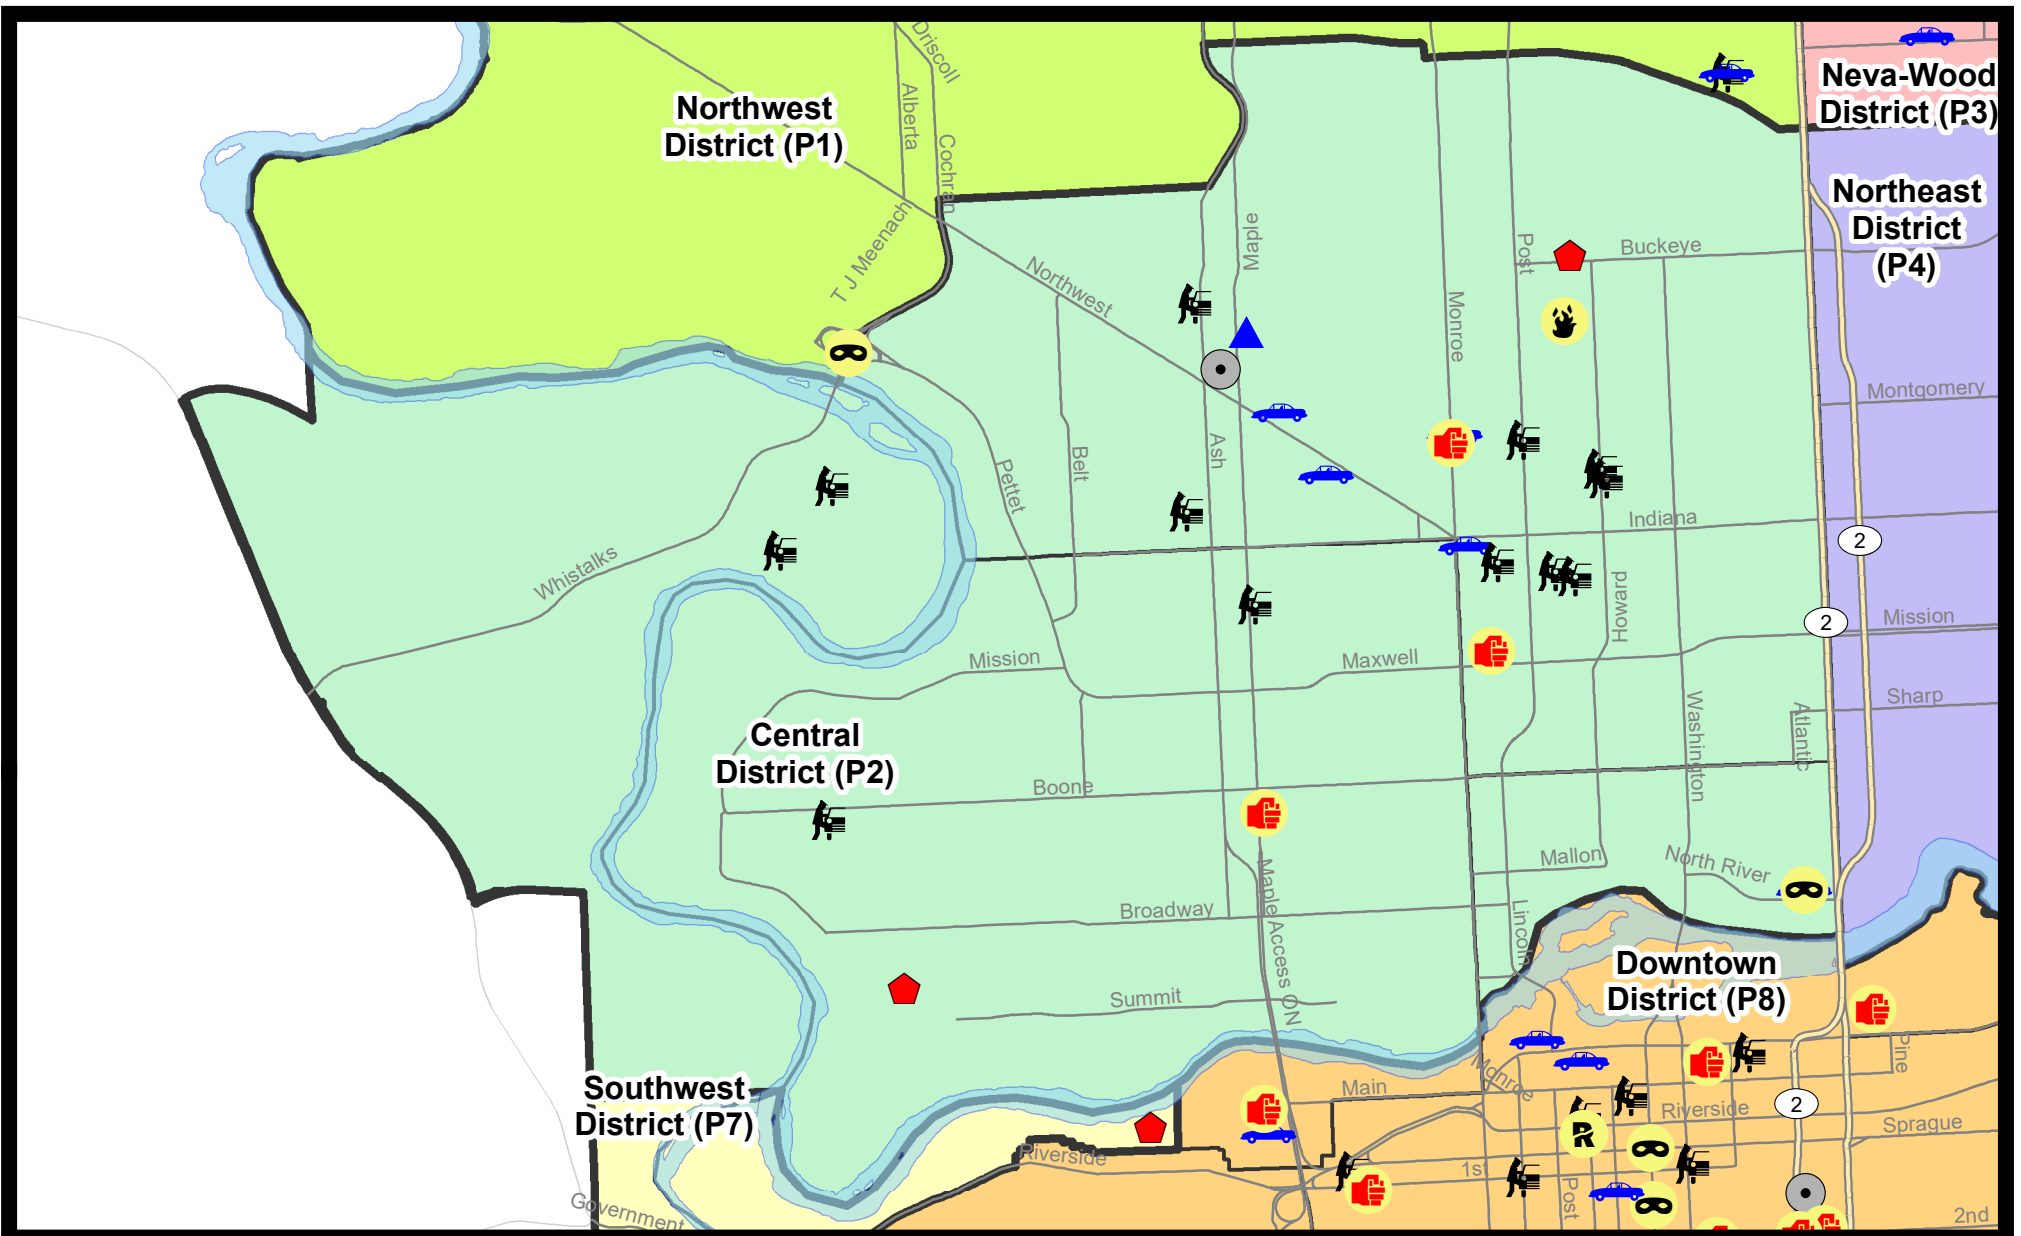 Driscoll
Alberta
Cochran
Northwest
District (P1)
Neva-Wood
District (P3)
Northeast
District
(P4)
T J Meenach
Northwest
Maple
Post
Buckeye
Monroe
Montgomery
Ash
Belt
Pettet
Indiana
2
Whistalks
Howard
2
Mission
Mission
Maxwell
Sharp
Washington
Atlantic
Central
District (P2)
Boone
Mallon
North River
Maple Access ON
Broadway
Lincoln
Downtown
District (P8)
Summit
Southwest
District (P7)
Main
Monroe
Pine
2
Riverside
Sprague
R
Riverside
1st
Post
Government
2nd